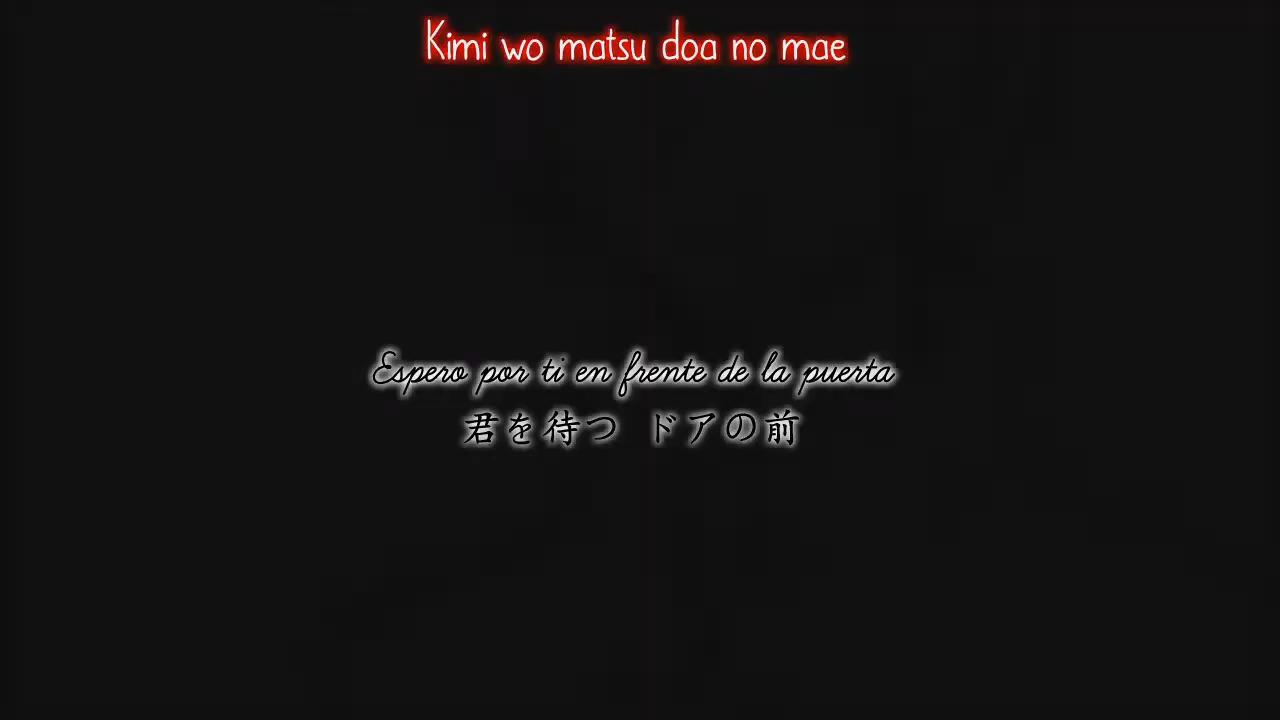 Kimi wo matsu doa no mae
Espero por ti en frente de la puerta
君を待つ ドアの前